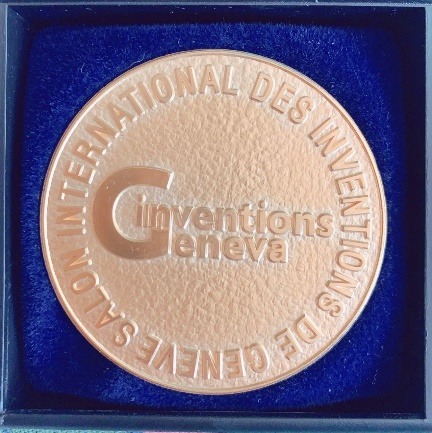 SALON INTERNATIONAL DES INVENTIONS DE GENEVE
inventions
Geneva